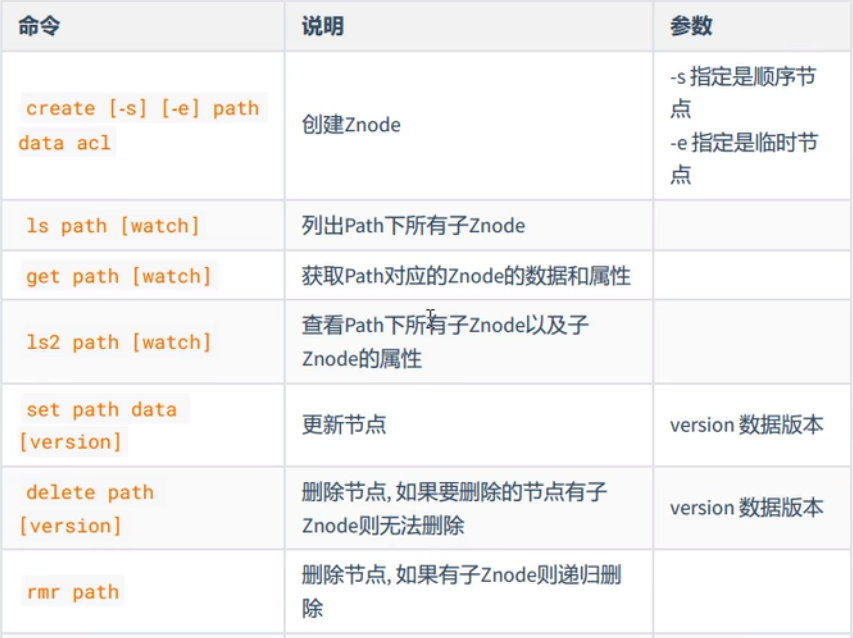 命令 说明 参数
create [-s] [-e] path
data acl
创建Znode
-s 指定是顺序节
点
-e 指定是临时节
点
ls path [watch] 列出Path下所有子Znode
get path [watch] 获取Path对应的Znode的数据和属性
ls2 path [watch]
查看Path下所有子Znode以及子
Znode的属性
set path data
[version]
更新节点
version 数据版本
delete path
[version]
删除节点, 如果要删除的节点有子
Znode则无法删除
version 数据版本
rmr path
删除节点, 如果有子Znode则递归删
除